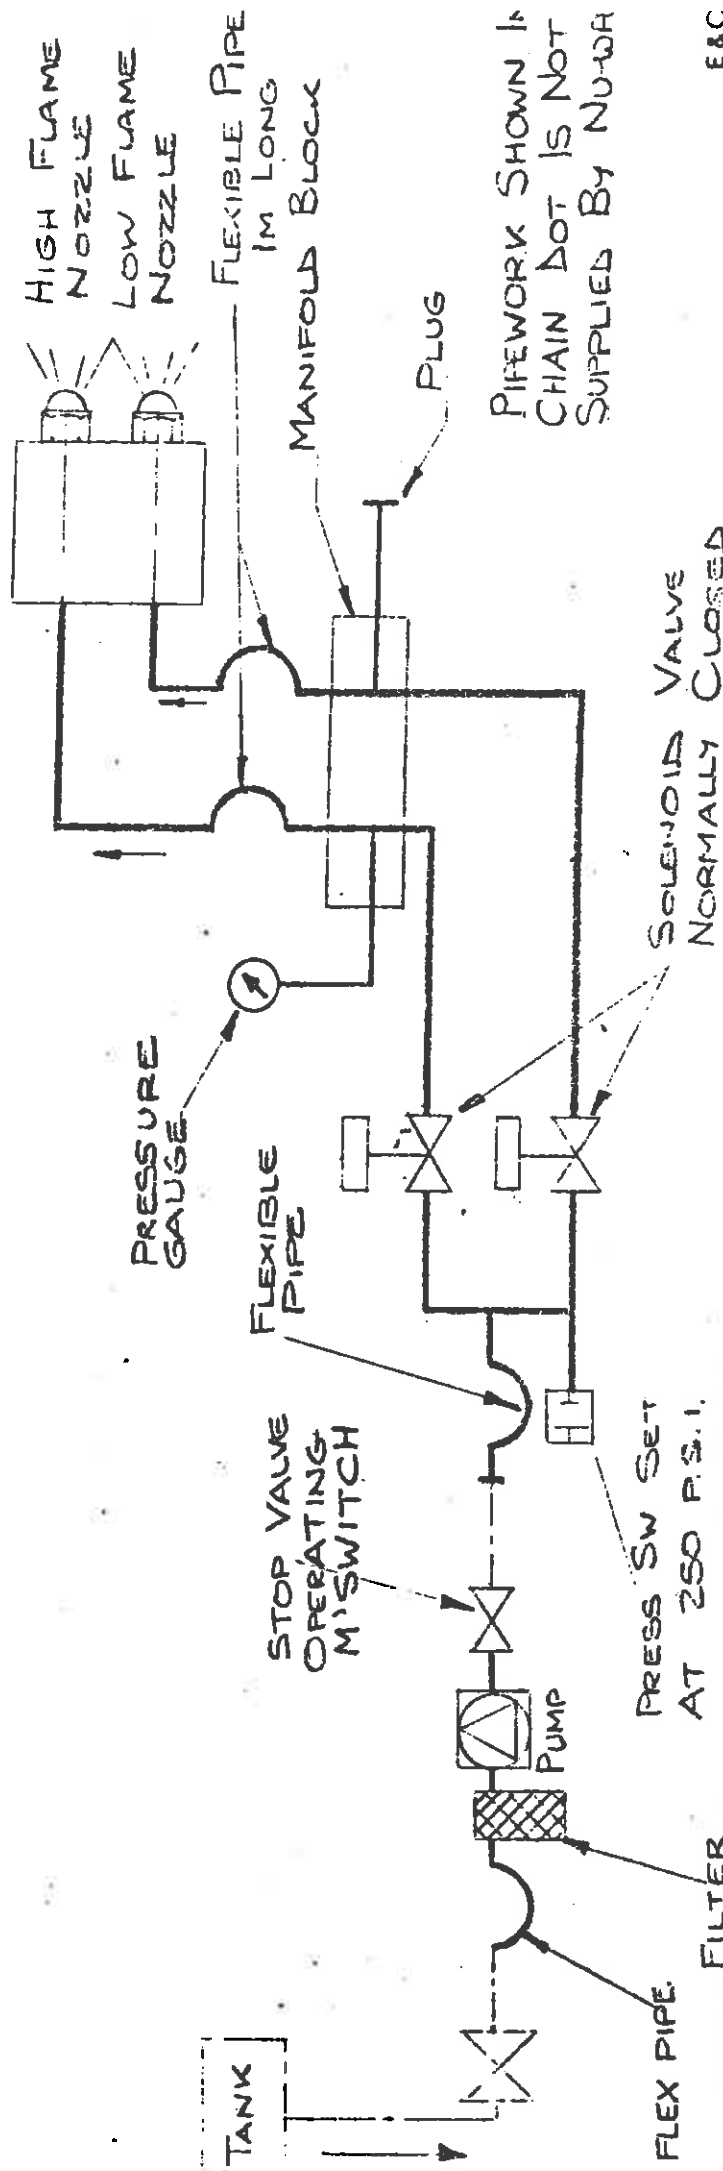 HIGH FLAME
NOZZLE
LOW FLAME
NOZZLE
FLEXIBLE PIPE
1M LONG
MANIFOLD BLOCK
PLUG
PIPEWORK SHOWN IN
CHAIN DOT IS NOT
SUPPLIED BY NU-WA
E&O
PRESSURE
GAUGE
FLEXIBLE
PIPE
SOLENOID VALVE
NORMALLY CLOSED
STOP VALVE
OPERATING
M'SWITCH
PUMP
PRESS SW SET
AT 250 P.S.I.
TANK
FLEX PIPE.
FILTER